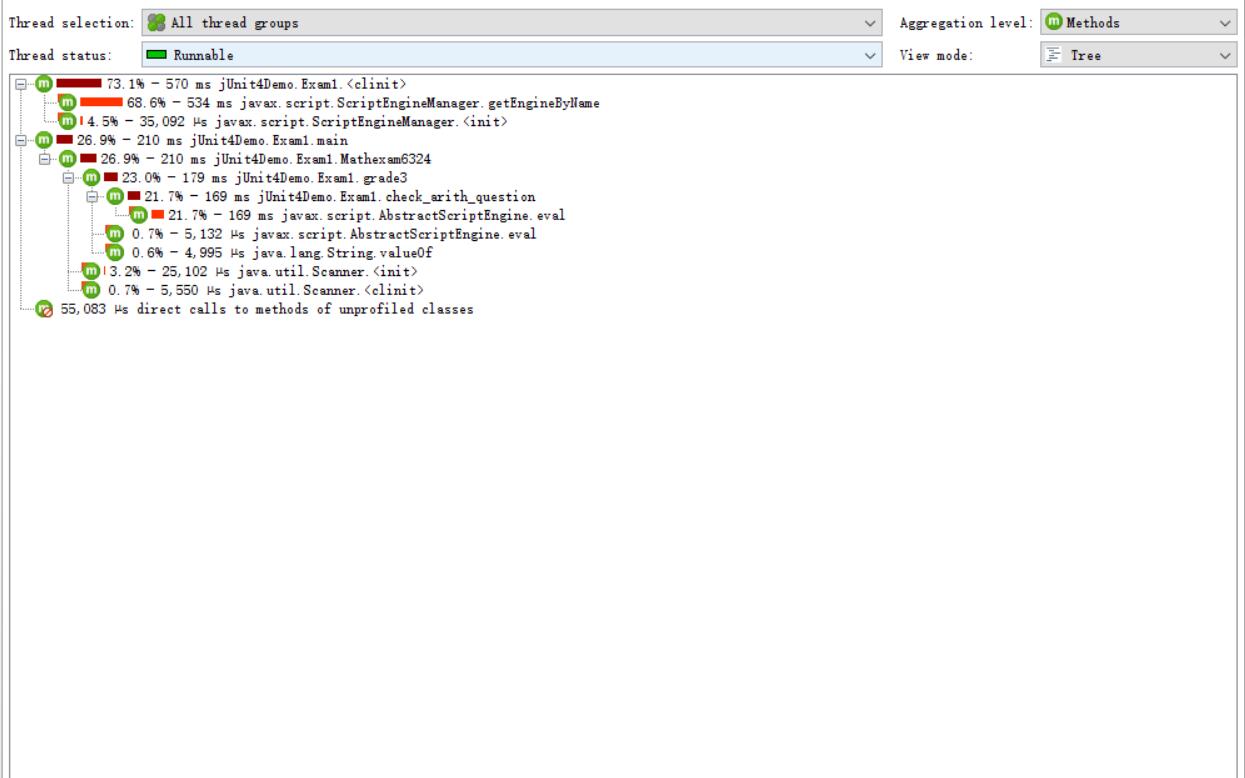 Thread selection: All thread groups Aggregation level: Methods
Thread status: Runnable View mode: Tree
73.1% - 570 ms jUnit4Demo.Exam1.<clinit>
68.6% - 534 ms javax.script.ScriptEngineManager.getEngineByName
4.5% - 35,092 μs javax.script.ScriptEngineManager.<init>
26.9% - 210 ms jUnit4Demo.Exam1.main
26.9% - 210 ms jUnit4Demo.Exam1.Mathexam6324
23.0% - 179 ms jUnit4Demo.Exam1.grade3
21.7% - 169 ms jUnit4Demo.Exam1.check_arith_question
21.7% - 169 ms javax.script.AbstractScriptEngine.eval
0.7% - 5,132 μs javax.script.AbstractScriptEngine.eval
0.6% - 4,995 μs java.lang.String.valueOf
3.2% - 25,102 μs java.util.Scanner.<init>
0.7% - 5,550 μs java.util.Scanner.<clinit>
55,083 μs direct calls to methods of unprofiled classes